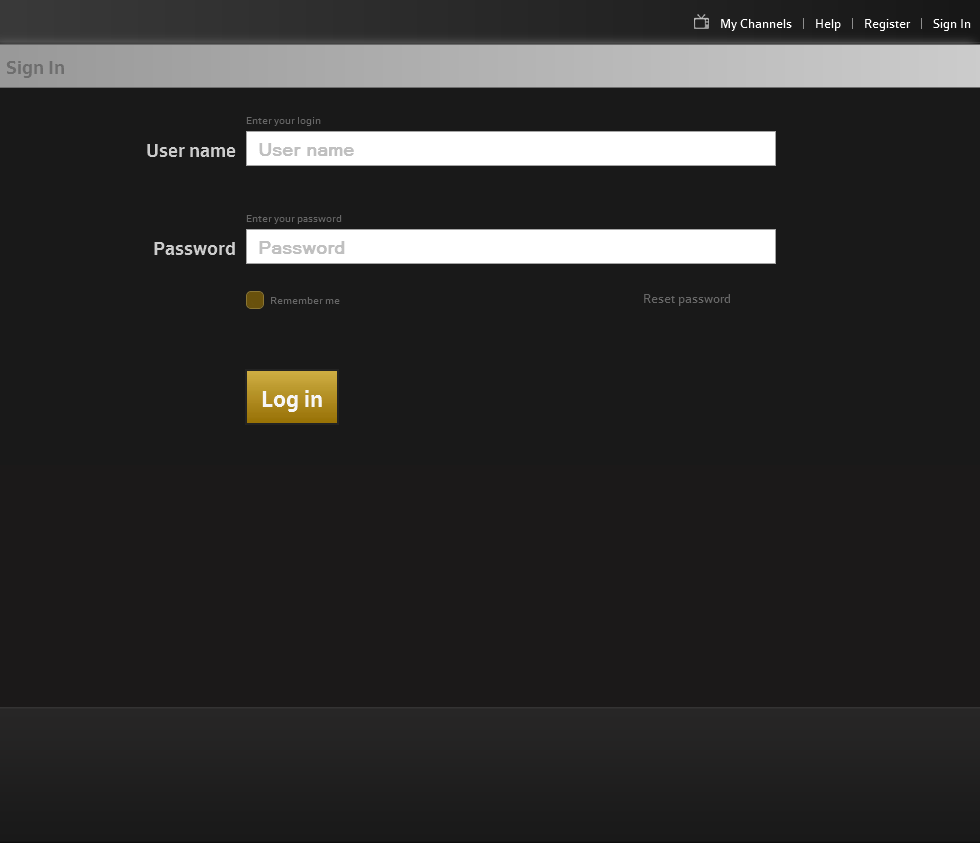 My Channels | Help | Register | Sign In
Sign In
Enter your login
User name User name
Enter your password
Password Password
Remember me Reset password
Log in